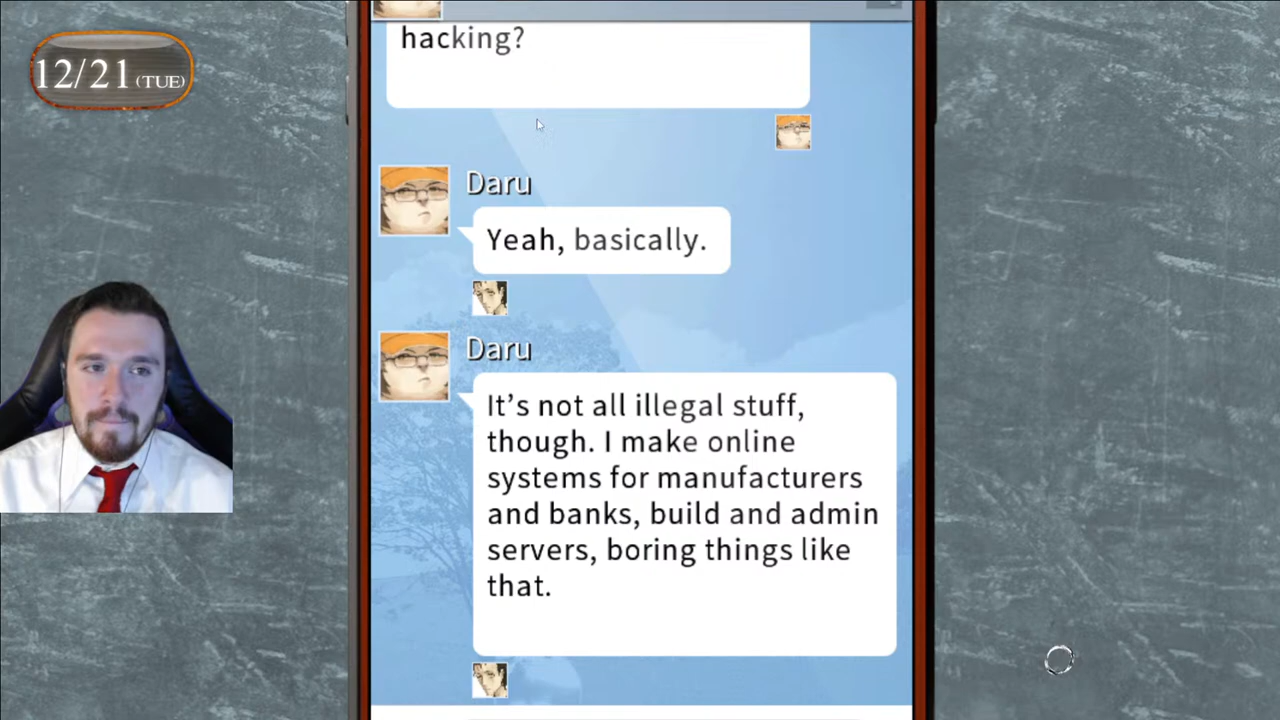 hacking?
12/21 (TUE)
Daru
Yeah, basically.
Daru
It’s not all illegal stuff,
though. I make online
systems for manufacturers
and banks, build and admin
servers, boring things like
that.